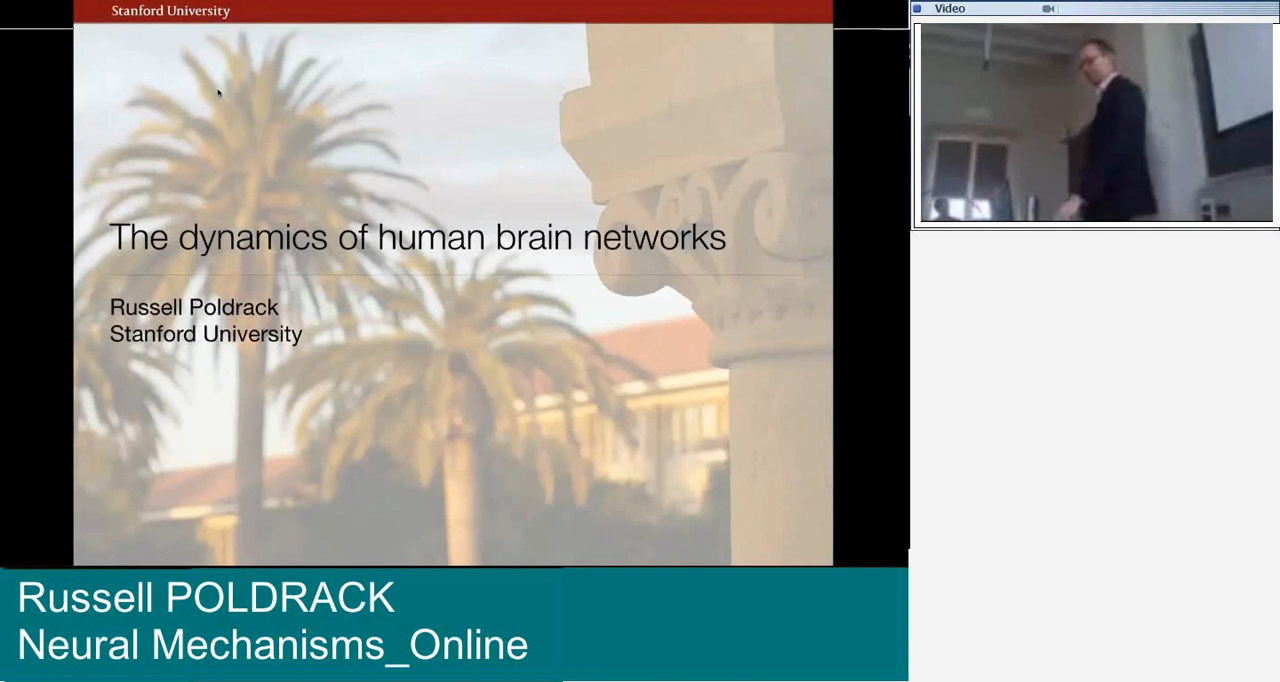 Stanford University
Video
The dynamics of human brain networks
Russell Poldrack
Stanford University
Russell POLDRACK
Neural Mechanisms_Online